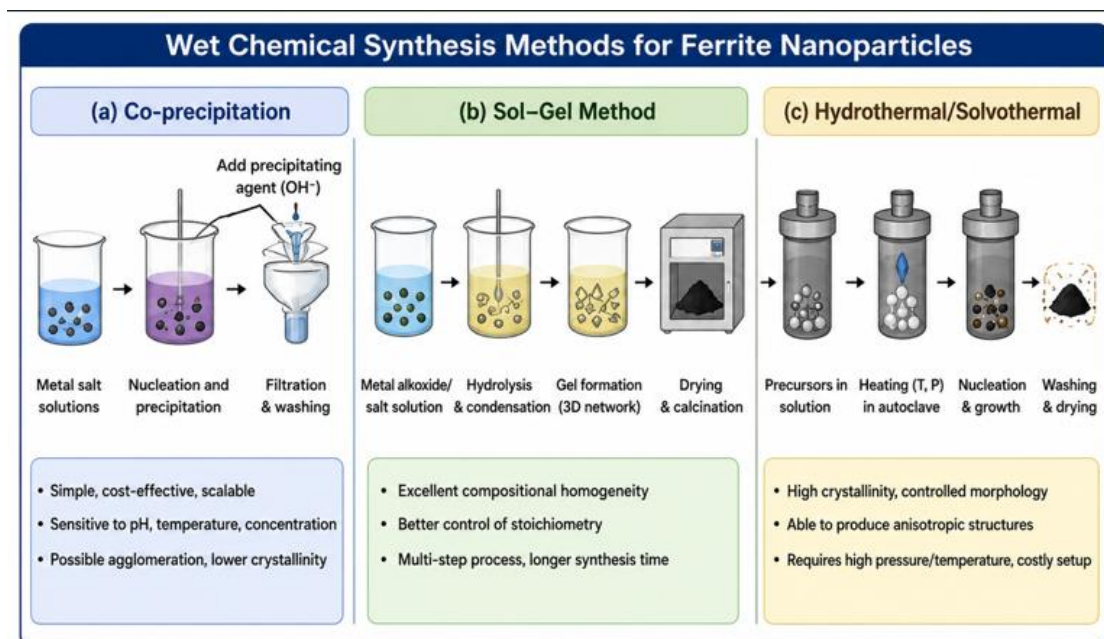 Wet Chemical Synthesis Methods for Ferrite Nanoparticles
(a) Co-precipitation
Add precipitating
agent (OH⁻)
Metal salt
solutions
Nucleation and
precipitation
Filtration
& washing
• Simple, cost-effective, scalable
• Sensitive to pH, temperature, concentration
• Possible agglomeration, lower crystallinity
(b) Sol–Gel Method
Metal alkoxide/
salt solution
Hydrolysis
& condensation
Gel formation
(3D network)
Drying
& calcination
• Excellent compositional homogeneity
• Better control of stoichiometry
• Multi-step process, longer synthesis time
(c) Hydrothermal/Solvothermal
Precursors in
solution
Heating (T, P)
in autoclave
Nucleation
& growth
Washing
& drying
• High crystallinity, controlled morphology
• Able to produce anisotropic structures
• Requires high pressure/temperature, costly setup